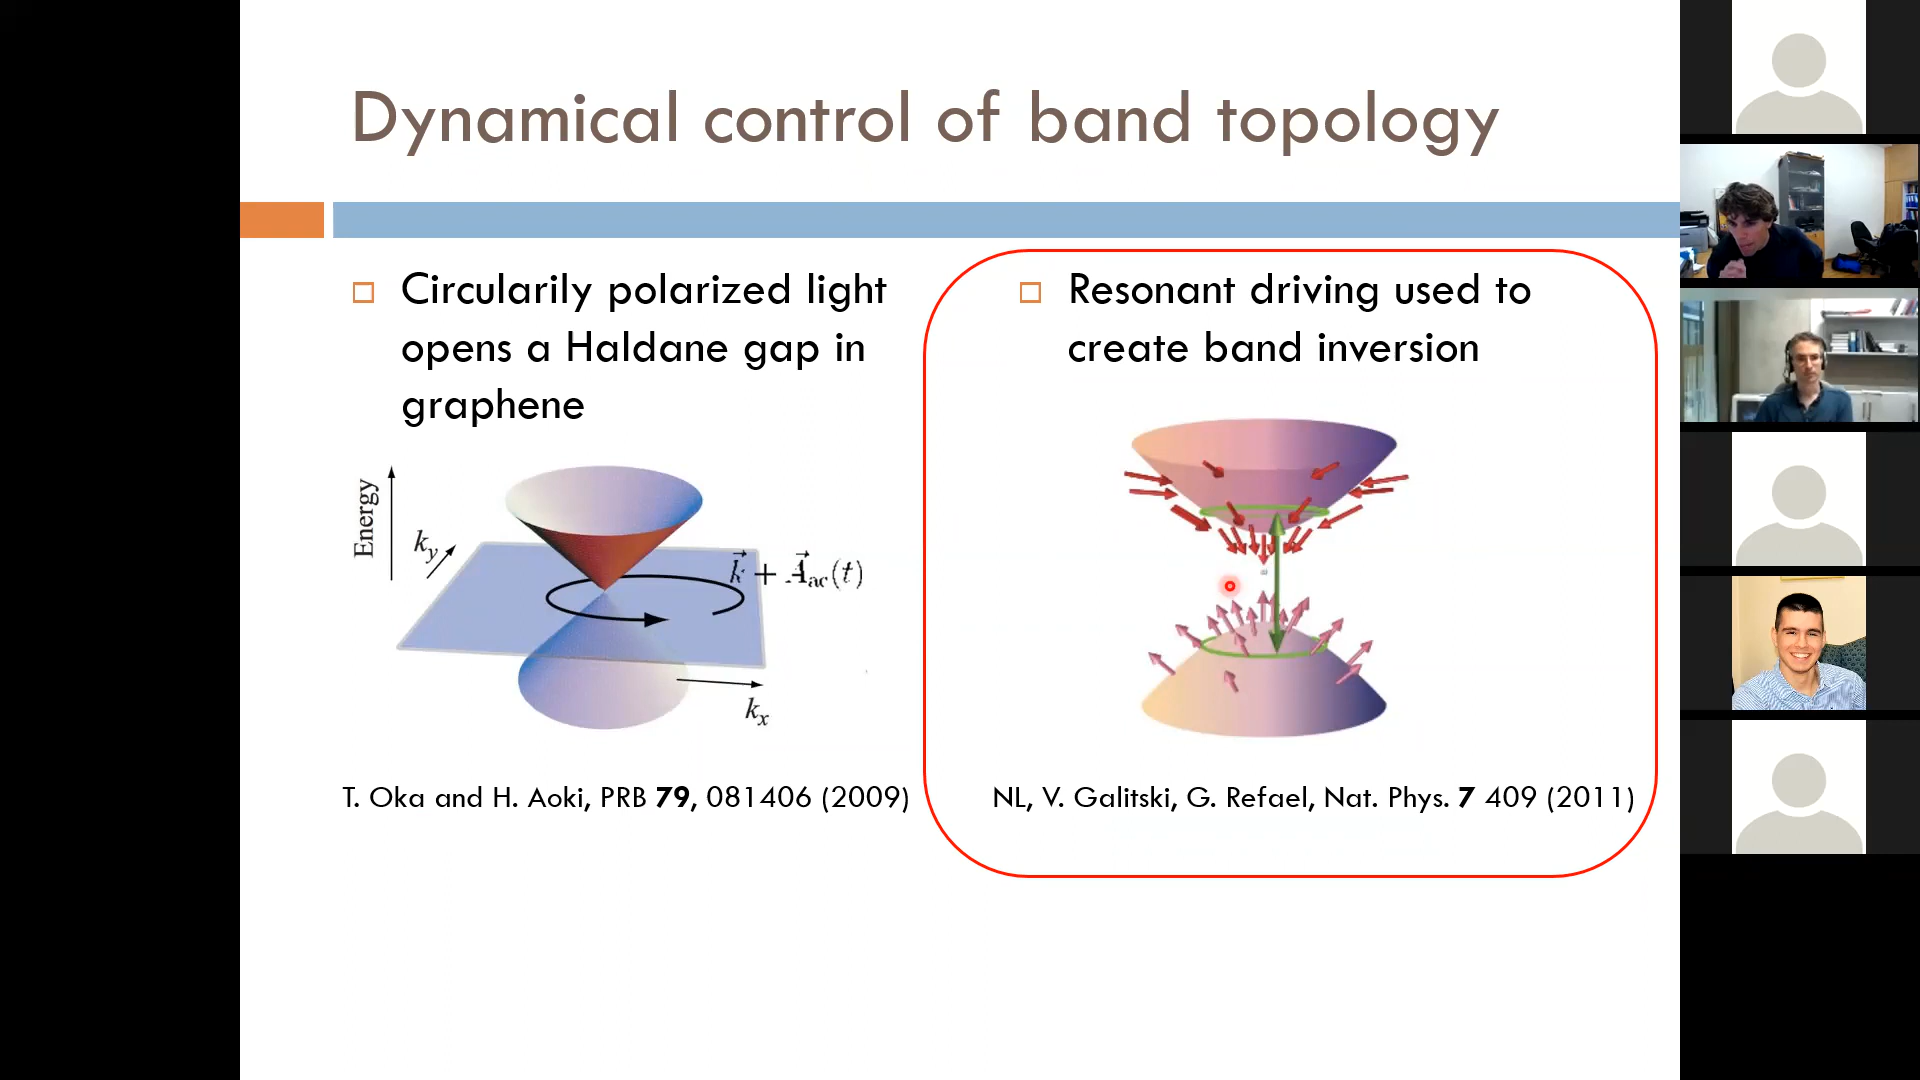 Dynamical control of band topology
Circularily polarized light
opens a Haldane gap in
graphene
Energy
k_y
k + A_ac(t)
k_x
T. Oka and H. Aoki, PRB 79, 081406 (2009)
Resonant driving used to
create band inversion
NL, V. Galitski, G. Refael, Nat. Phys. 7 409 (2011)